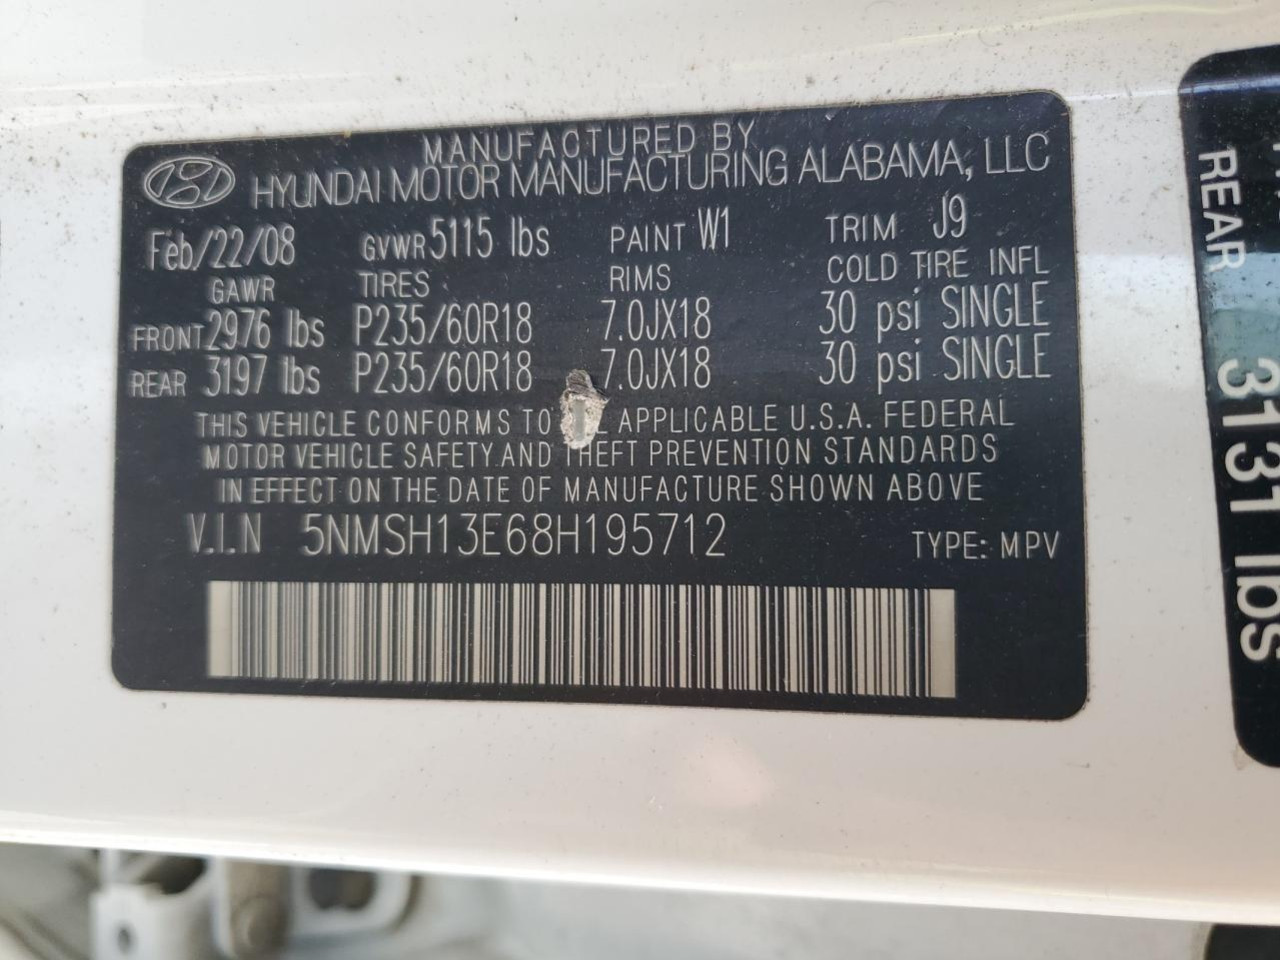 MANUFACTURED BY
HYUNDAI MOTOR MANUFACTURING ALABAMA, LLC
Feb/22/08 GVWR 5115 lbs PAINT W1 TRIM J9
GAWR TIRES RIMS COLD TIRE INFL
FRONT 2976 lbs P235/60R18 7.0JX18 30 psi SINGLE
REAR 3197 lbs P235/60R18 7.0JX18 30 psi SINGLE
THIS VEHICLE CONFORMS TO APPLICABLE U.S.A. FEDERAL
MOTOR VEHICLE SAFETY AND THEFT PREVENTION STANDARDS
IN EFFECT ON THE DATE OF MANUFACTURE SHOWN ABOVE
V.I.N 5NMSH13E68H195712 TYPE: MPV
REAR 3131 lbs